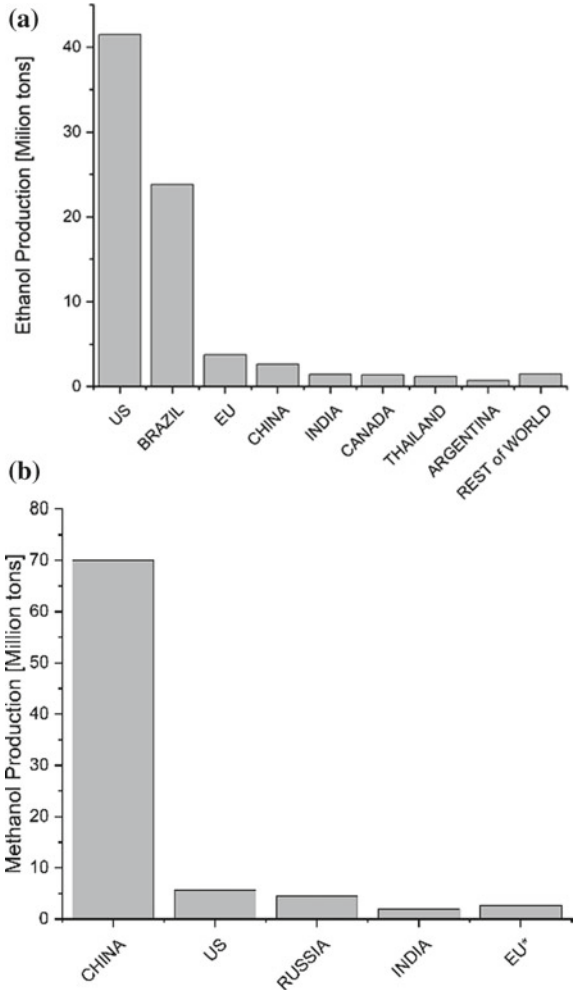 (a)
Ethanol Production [Milion tons]
40
30
20
10
0
US
BRAZIL
EU
CHINA
INDIA
CANADA
THAILAND
ARGENTINA
REST of WORLD
(b)
Methanol Production [Million tons]
80
70
60
50
40
30
20
10
0
CHINA
US
RUSSIA
INDIA
EU*